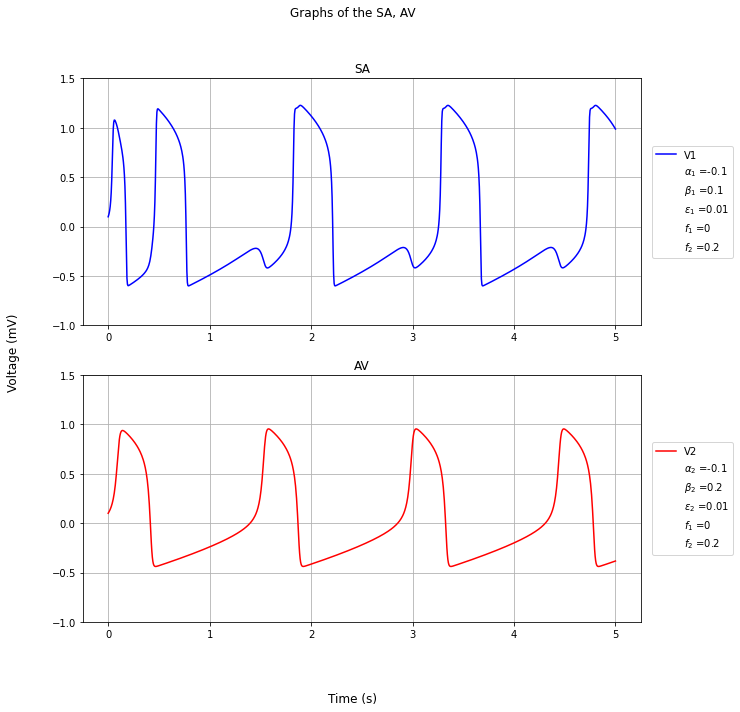 Graphs of the SA, AV
SA
1.5
1.0
0.5
0.0
−0.5
−1.0
0 1 2 3 4 5
V1
α₁ =-0.1
β₁ =0.1
ε₁ =0.01
f₁ =0
f₂ =0.2
Voltage (mV)
AV
1.5
1.0
0.5
0.0
−0.5
−1.0
0 1 2 3 4 5
V2
α₂ =-0.1
β₂ =0.2
ε₂ =0.01
f₁ =0
f₂ =0.2
Time (s)